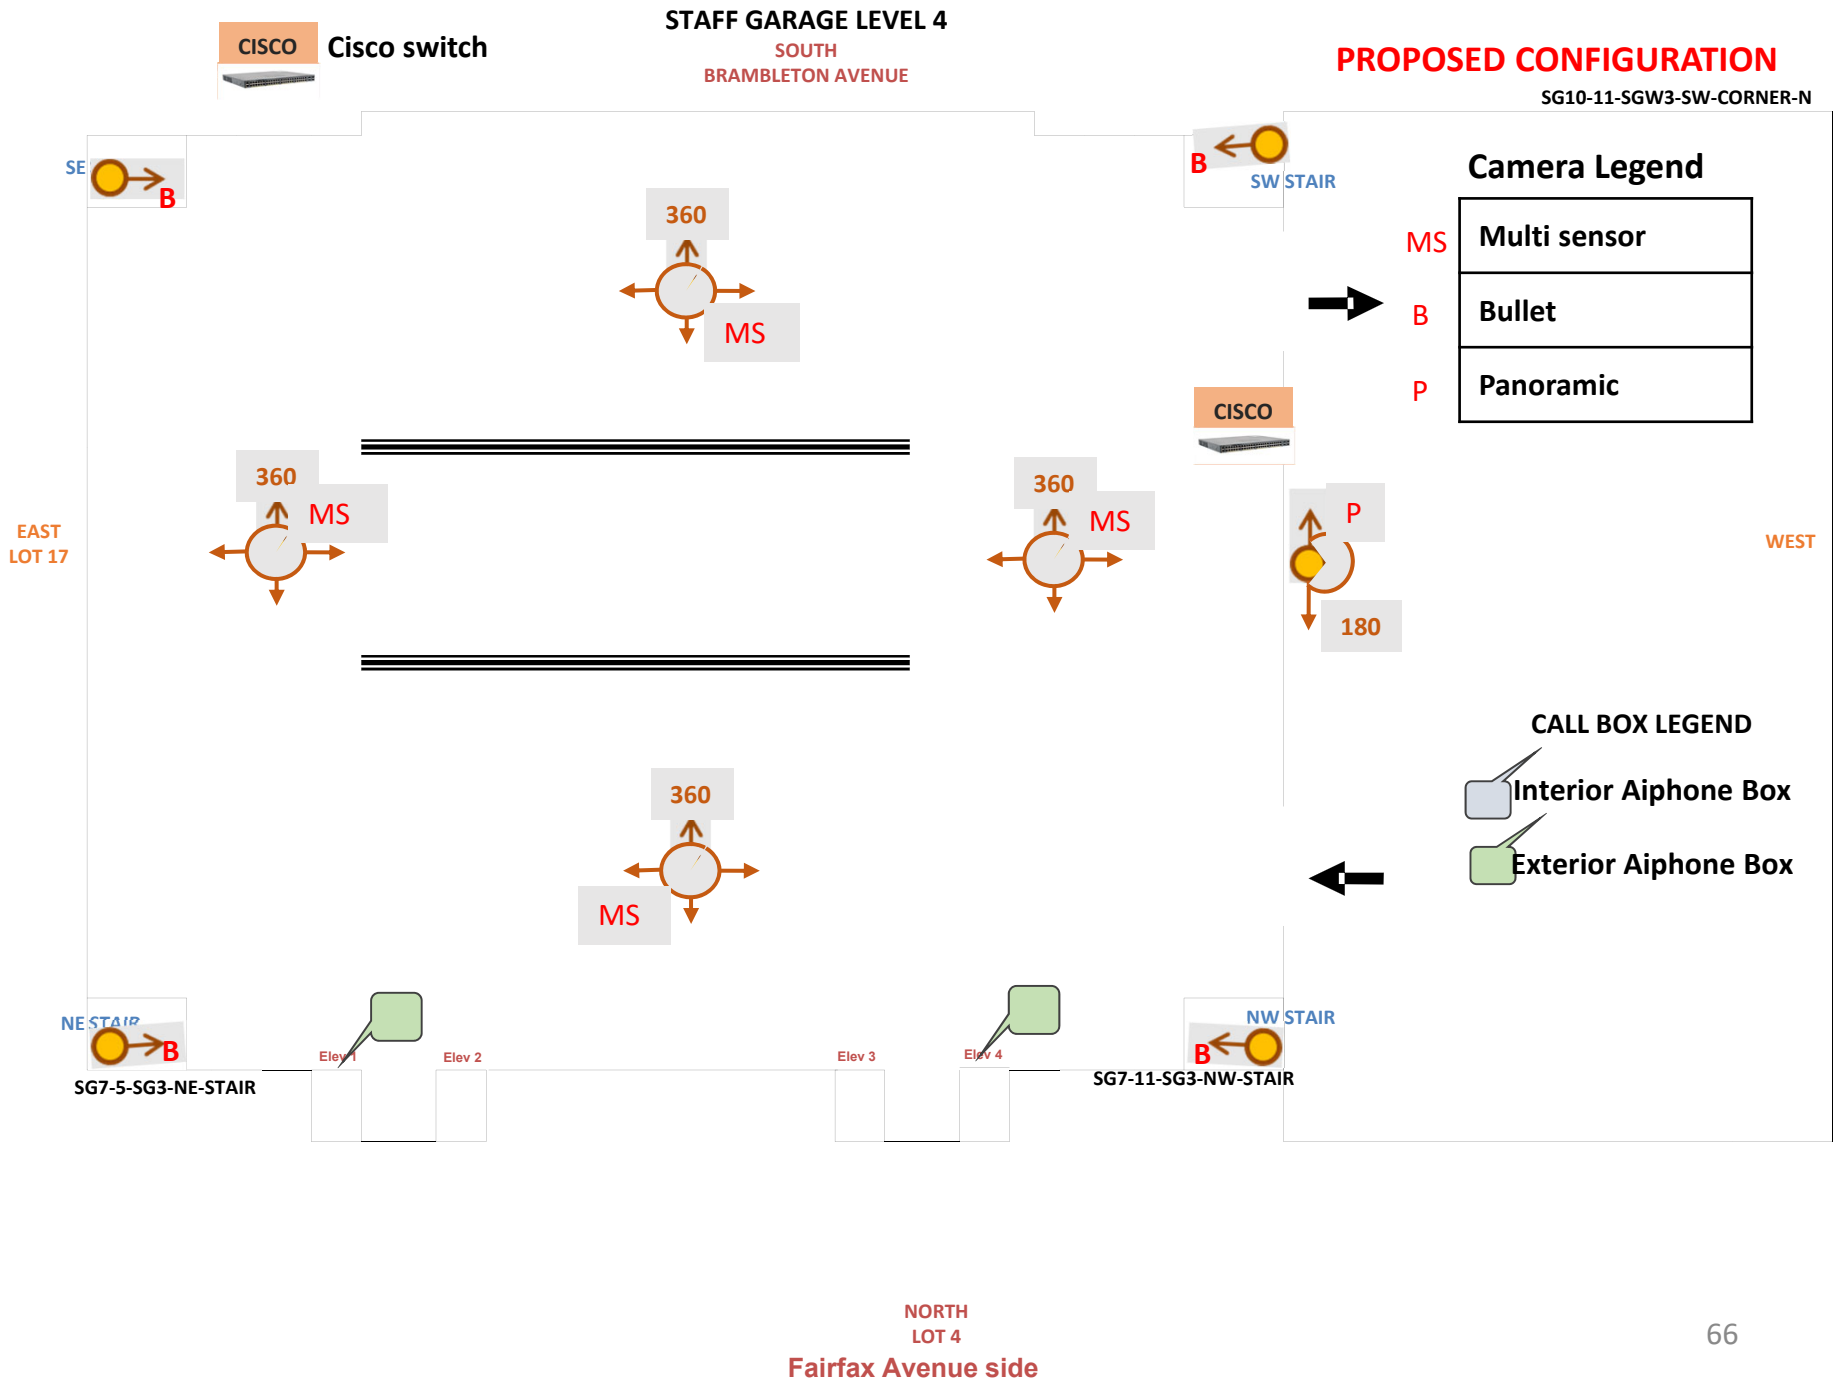 STAFF GARAGE LEVEL 4
SOUTH
BRAMBLETON AVENUE
CISCO
Cisco switch
PROPOSED CONFIGURATION
SG10-11-SGW3-SW-CORNER-N
SE
B
B
SW STAIR
Camera Legend
MS
Multi sensor
B
Bullet
P
Panoramic
360
MS
CISCO
360
MS
360
MS
P
180
EAST
LOT 17
WEST
CALL BOX LEGEND
Interior Aiphone Box
Exterior Aiphone Box
360
MS
NE STAIR
B
Elev 1
Elev 2
Elev 3
Elev 4
NW STAIR
B
SG7-5-SG3-NE-STAIR
SG7-11-SG3-NW-STAIR
NORTH
LOT 4
Fairfax Avenue side
66